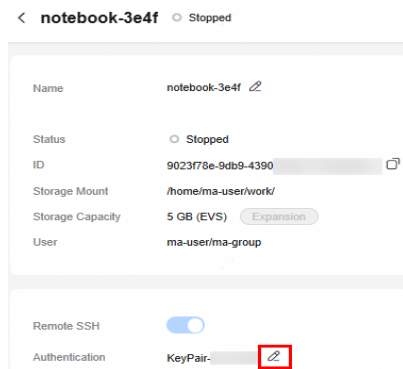 notebook-3e4f Stopped
Name notebook-3e4f
Status Stopped
ID 9023f78e-9db9-4390
Storage Mount /home/ma-user/work/
Storage Capacity 5 GB (EVS) Expansion
User ma-user/ma-group
Remote SSH
Authentication KeyPair-